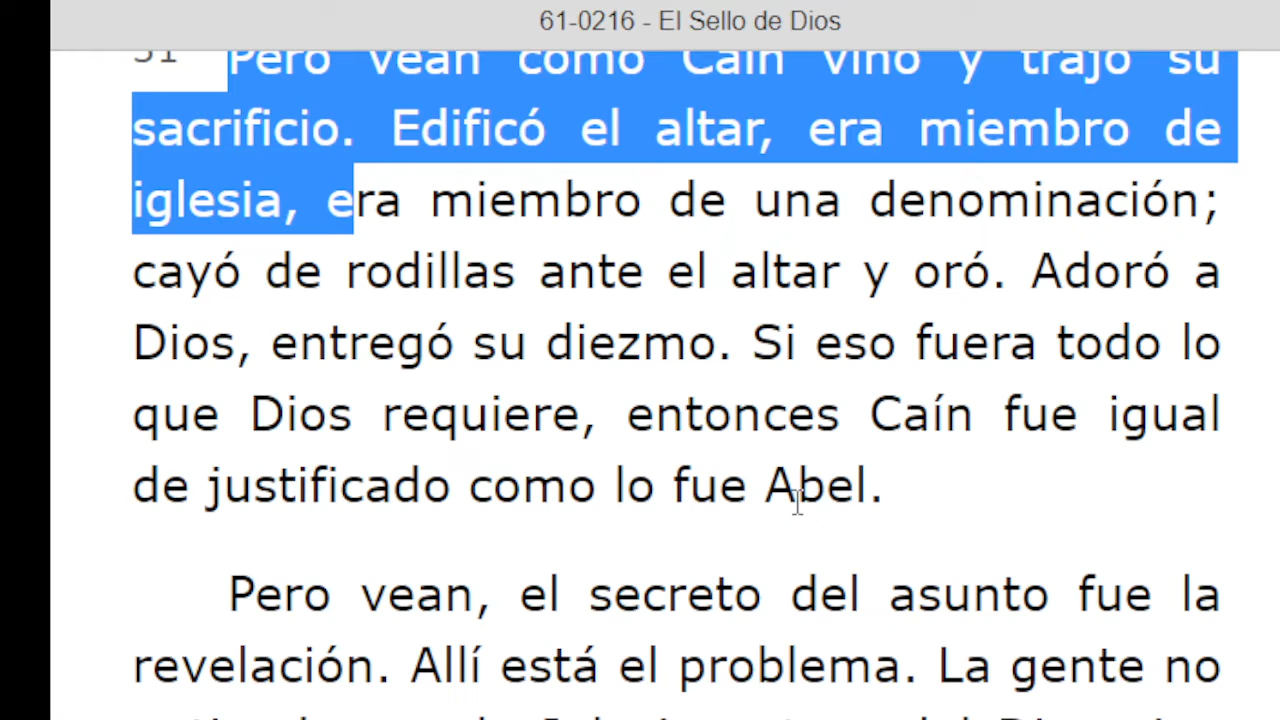 61-0216 - El Sello de Dios
51 Pero vean cómo Caín vino y trajo su
sacrificio. Edificó el altar, era miembro de
iglesia, era miembro de una denominación;
cayó de rodillas ante el altar y oró. Adoró a
Dios, entregó su diezmo. Si eso fuera todo lo
que Dios requiere, entonces Caín fue igual
de justificado como lo fue Abel.
Pero vean, el secreto del asunto fue la
revelación. Allí está el problema. La gente no